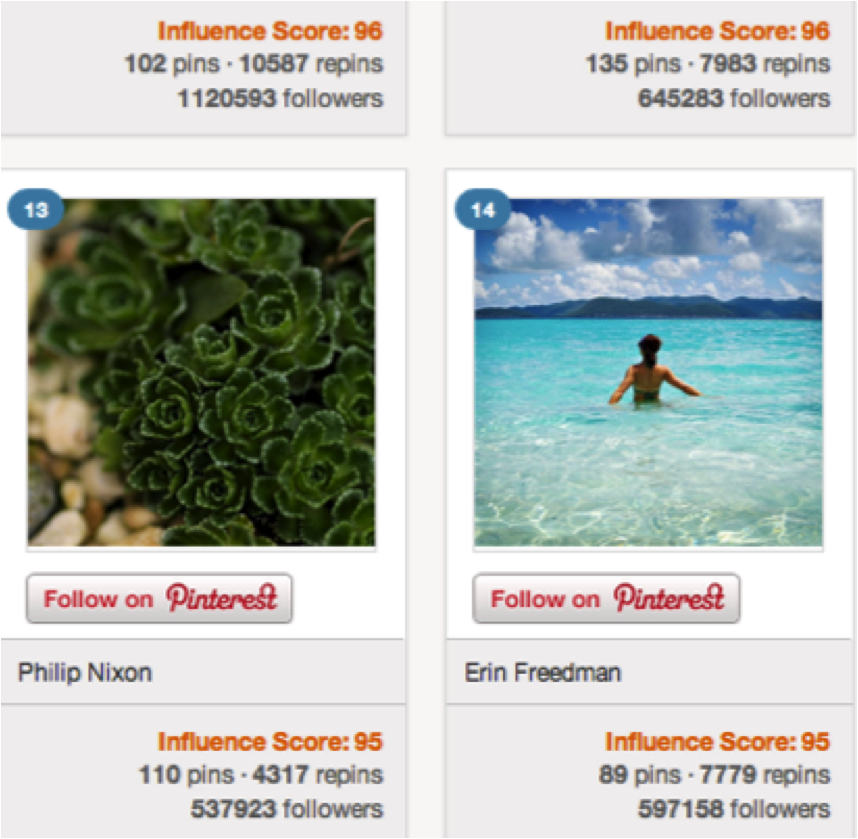 Influence Score: 96
102 pins · 10587 repins
1120593 followers
Influence Score: 96
135 pins · 7983 repins
645283 followers
13
Follow on Pinterest
Philip Nixon
Influence Score: 95
110 pins · 4317 repins
537923 followers
14
Follow on Pinterest
Erin Freedman
Influence Score: 95
89 pins · 7779 repins
597158 followers